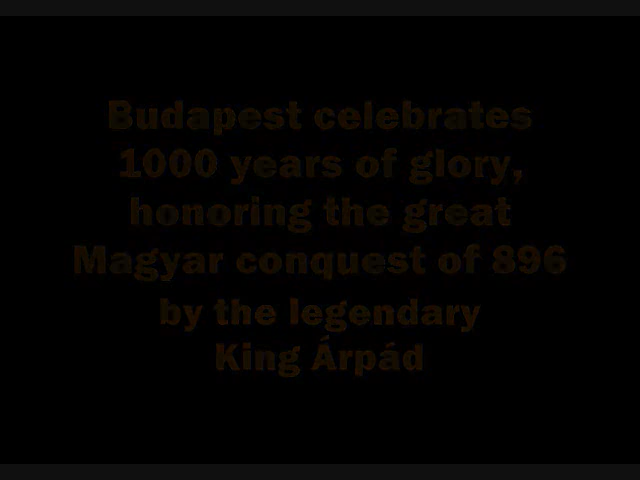 Budapest celebrates
1000 years of glory,
honoring the great
Magyar conquest of 896
by the legendary
King Árpád